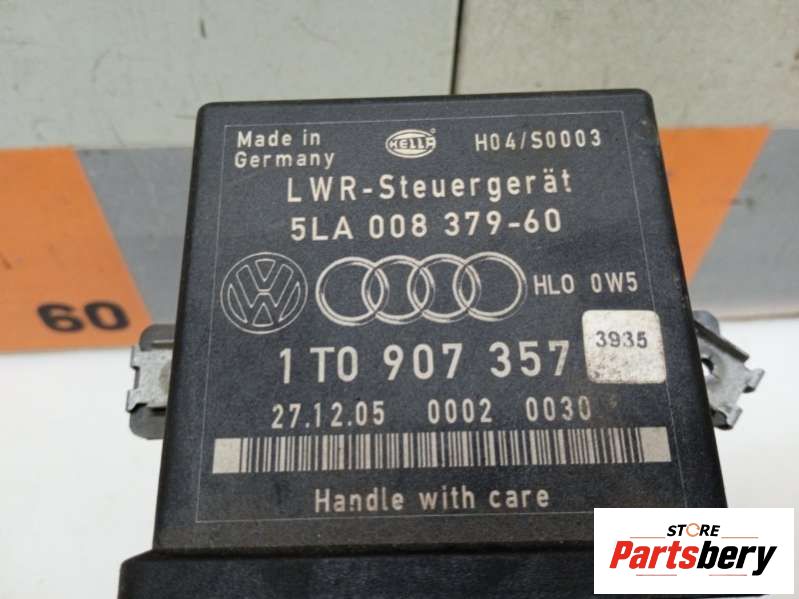 Made in
Germany
HELLA
H04/S0003
LWR-Steuergerät
5LA 008 379-60
HLO 0W5
1T0 907 357
3935
27.12.05 0002 0030
Handle with care
60
STORE
Partsbery